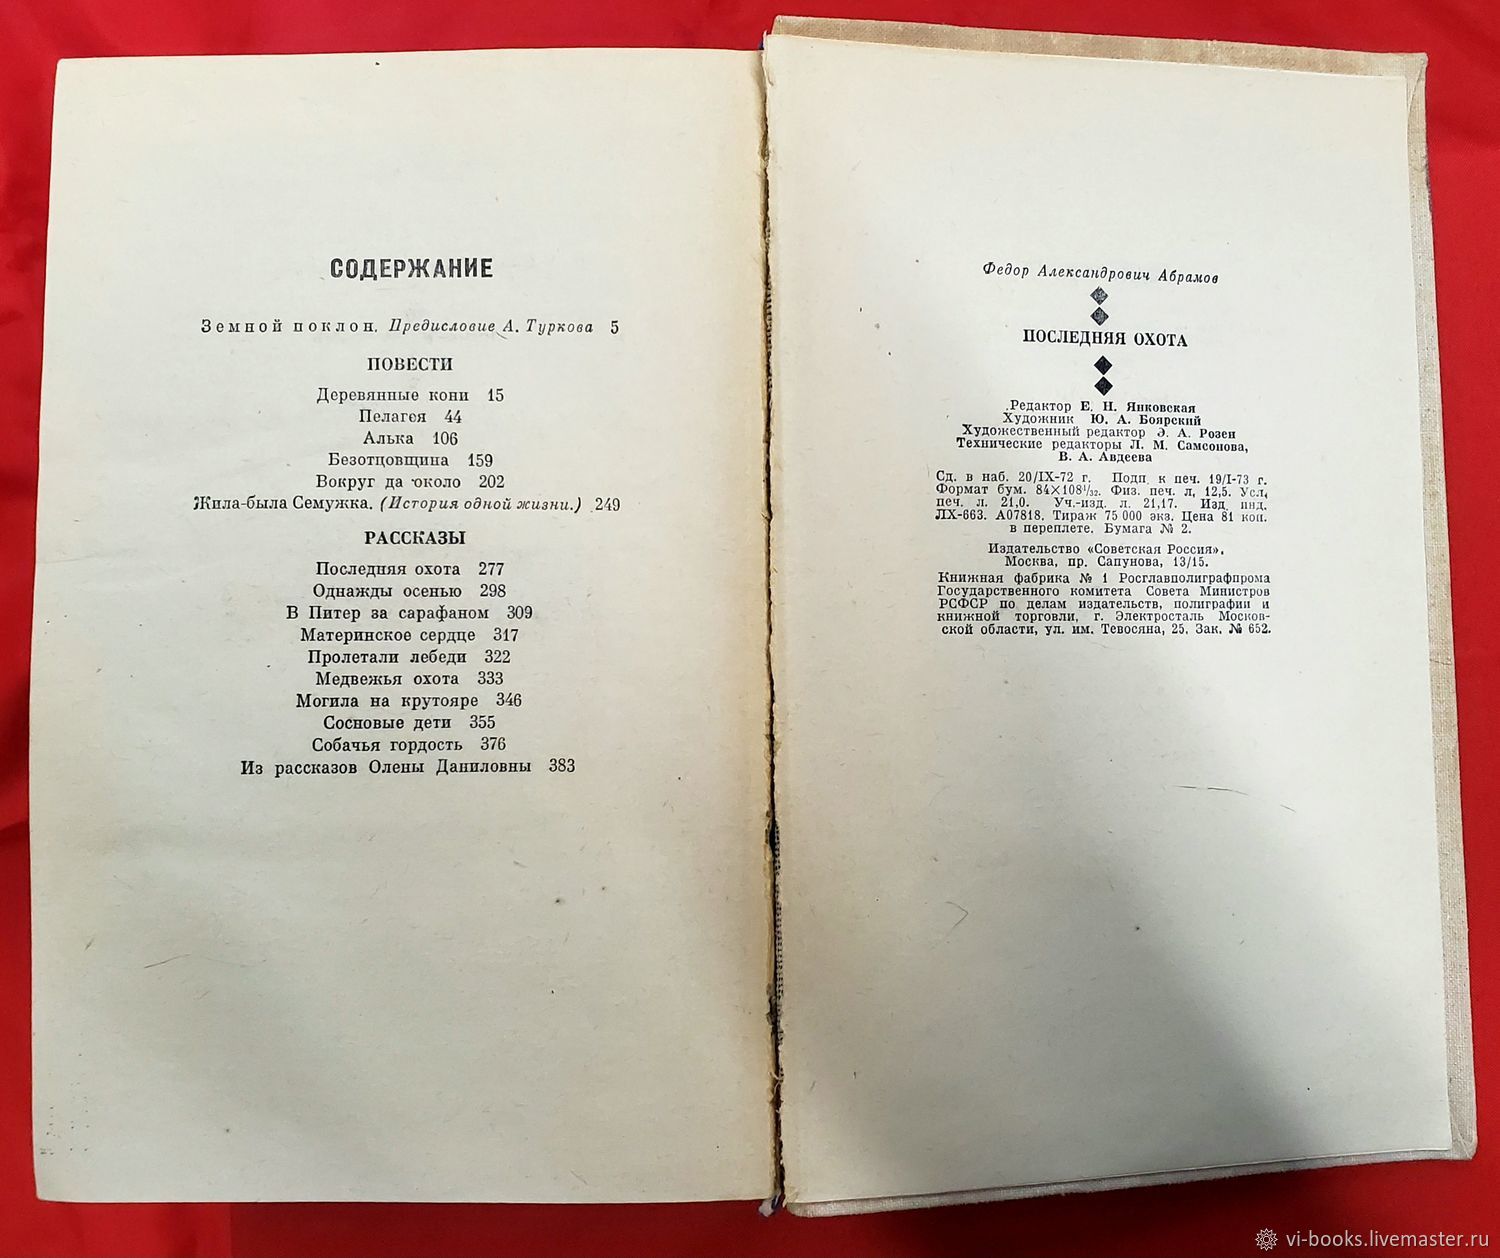 СОДЕРЖАНИЕ
Земной поклон. Предисловие А. Туркова 5
ПОВЕСТИ
Деревянные кони 15
Пелагея 44
Алька 106
Безотцовщина 159
Вокруг да около 202
Жила-была Семужка. (История одной жизни.) 249
РАССКАЗЫ
Последняя охота 277
Однажды осенью 298
В Питер за сарафаном 309
Материнское сердце 317
Пролетали лебеди 322
Медвежья охота 333
Могила на крутояре 346
Сосновые дети 355
Собачья гордость 376
Из рассказов Олены Даниловны 383
Федор Александрович Абрамов
ПОСЛЕДНЯЯ ОХОТА
Редактор Е. Н. Янковская
Художник Ю. А. Боярский
Художественный редактор Э. А. Розен
Технические редакторы Л. М. Самсонова,
В. А. Авдеева
Сд. в наб. 20/IX-72 г. Подп. к печ. 19/I-73 г.
Формат бум. 84×108¹/₃₂. Физ. печ. л. 12,5. Усл.
печ. л. 21,0. Уч.-изд. л. 21,17. Изд. инд.
ЛХ-663. А07818. Тираж 75 000 экз. Цена 81 коп.
в переплете. Бумага № 2.
Издательство «Советская Россия».
Москва, пр. Сапунова, 13/15.
Книжная фабрика № 1 Росглавполиграфпрома
Государственного комитета Совета Министров
РСФСР по делам издательств, полиграфии и
книжной торговли, г. Электросталь Москов-
ской области, ул. им. Тевосяна, 25. Зак. № 652.
vi-books.livemaster.ru